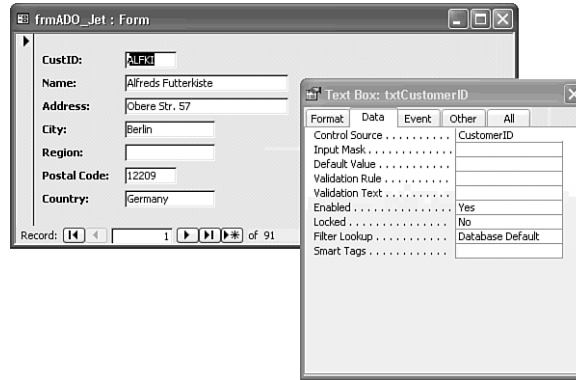 frmADO_Jet : Form
CustID: ALFKI
Name: Alfreds Futterkiste
Address: Obere Str. 57
City: Berlin
Region:
Postal Code: 12209
Country: Germany
Record: 1 of 91
Text Box: txtCustomerID
Format Data Event Other All
Control Source . . . . . . . . . . CustomerID
Input Mask . . . . . . . . . . . . .
Default Value . . . . . . . . . . .
Validation Rule . . . . . . . . . .
Validation Text . . . . . . . . . .
Enabled . . . . . . . . . . . . . . . Yes
Locked . . . . . . . . . . . . . . . . No
Filter Lookup . . . . . . . . . . . Database Default
Smart Tags . . . . . . . . . . . .